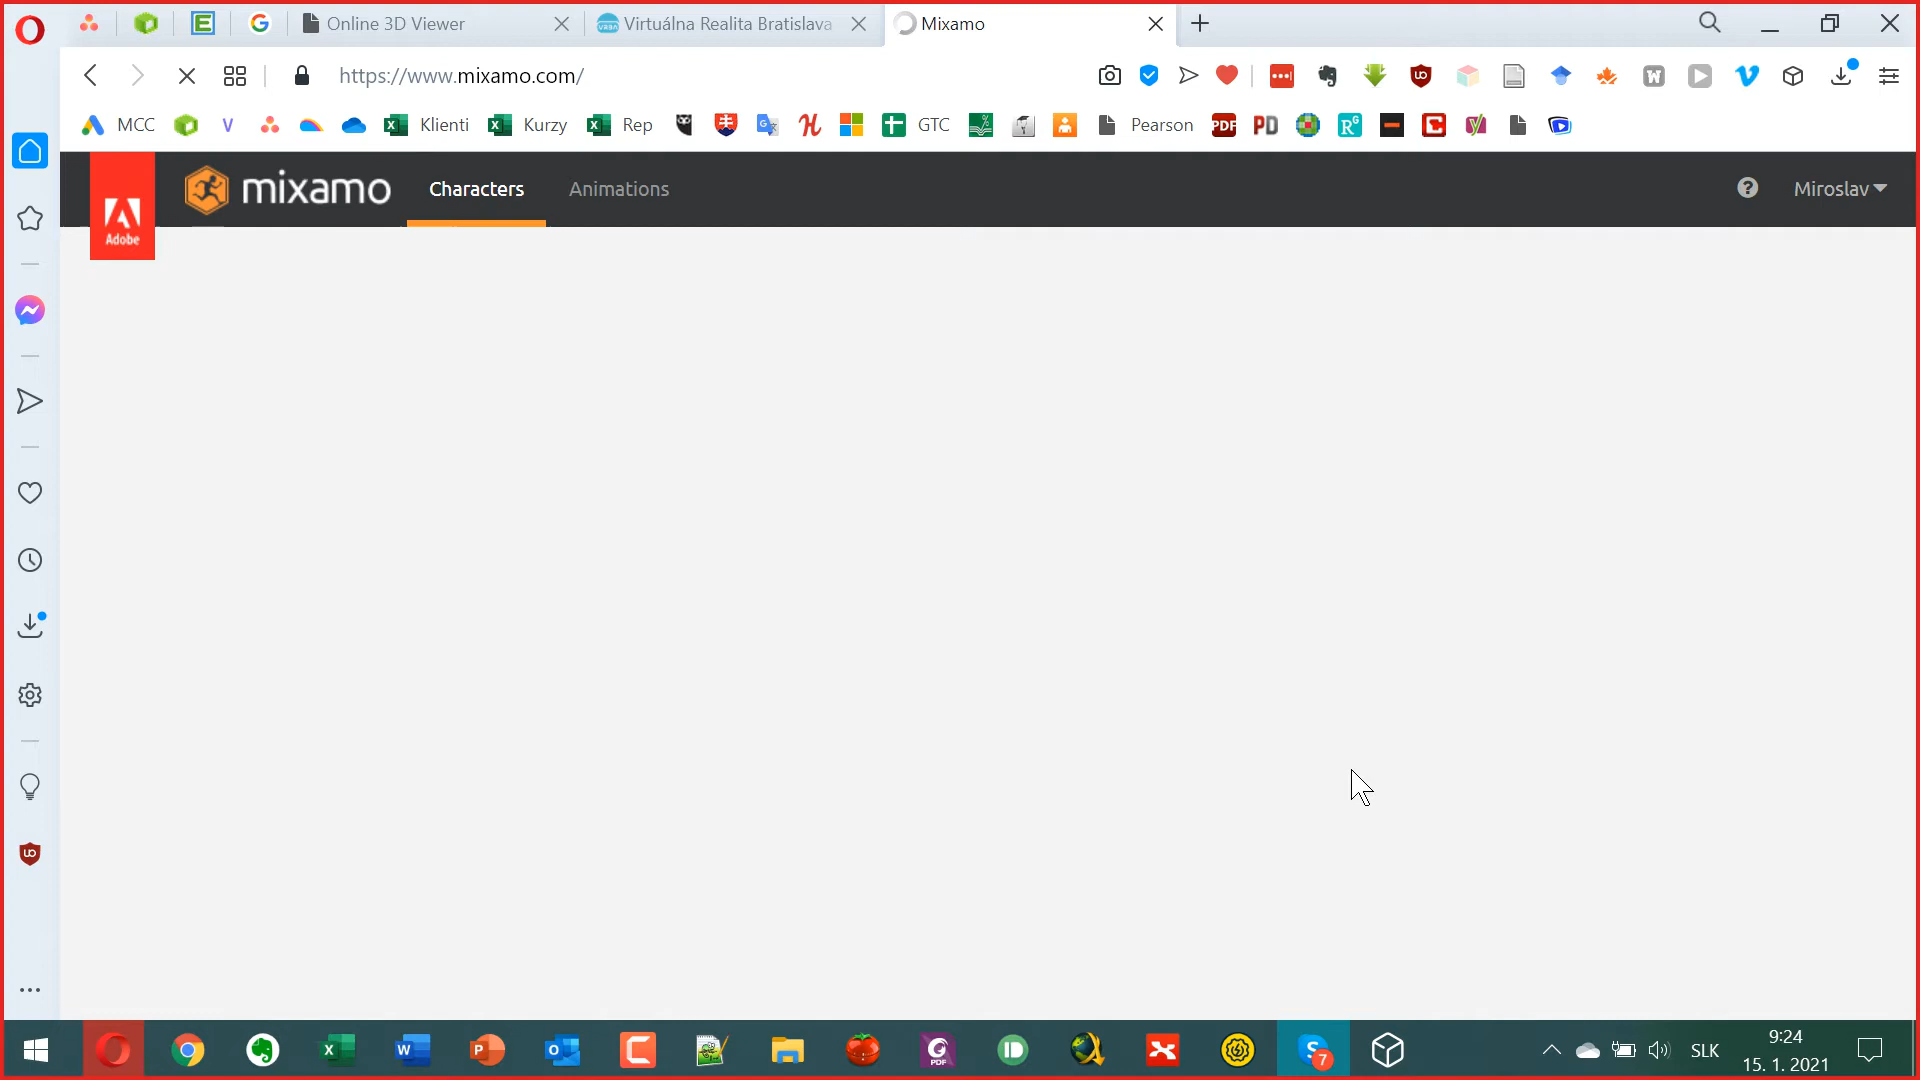 Online 3D Viewer
Virtuálna Realita Bratislava
Mixamo
https://www.mixamo.com/
MCC
Klienti
Kurzy
Rep
GTC
Pearson
Adobe
mixamo
Characters
Animations
Miroslav
SLK
9:24
15. 1. 2021
7